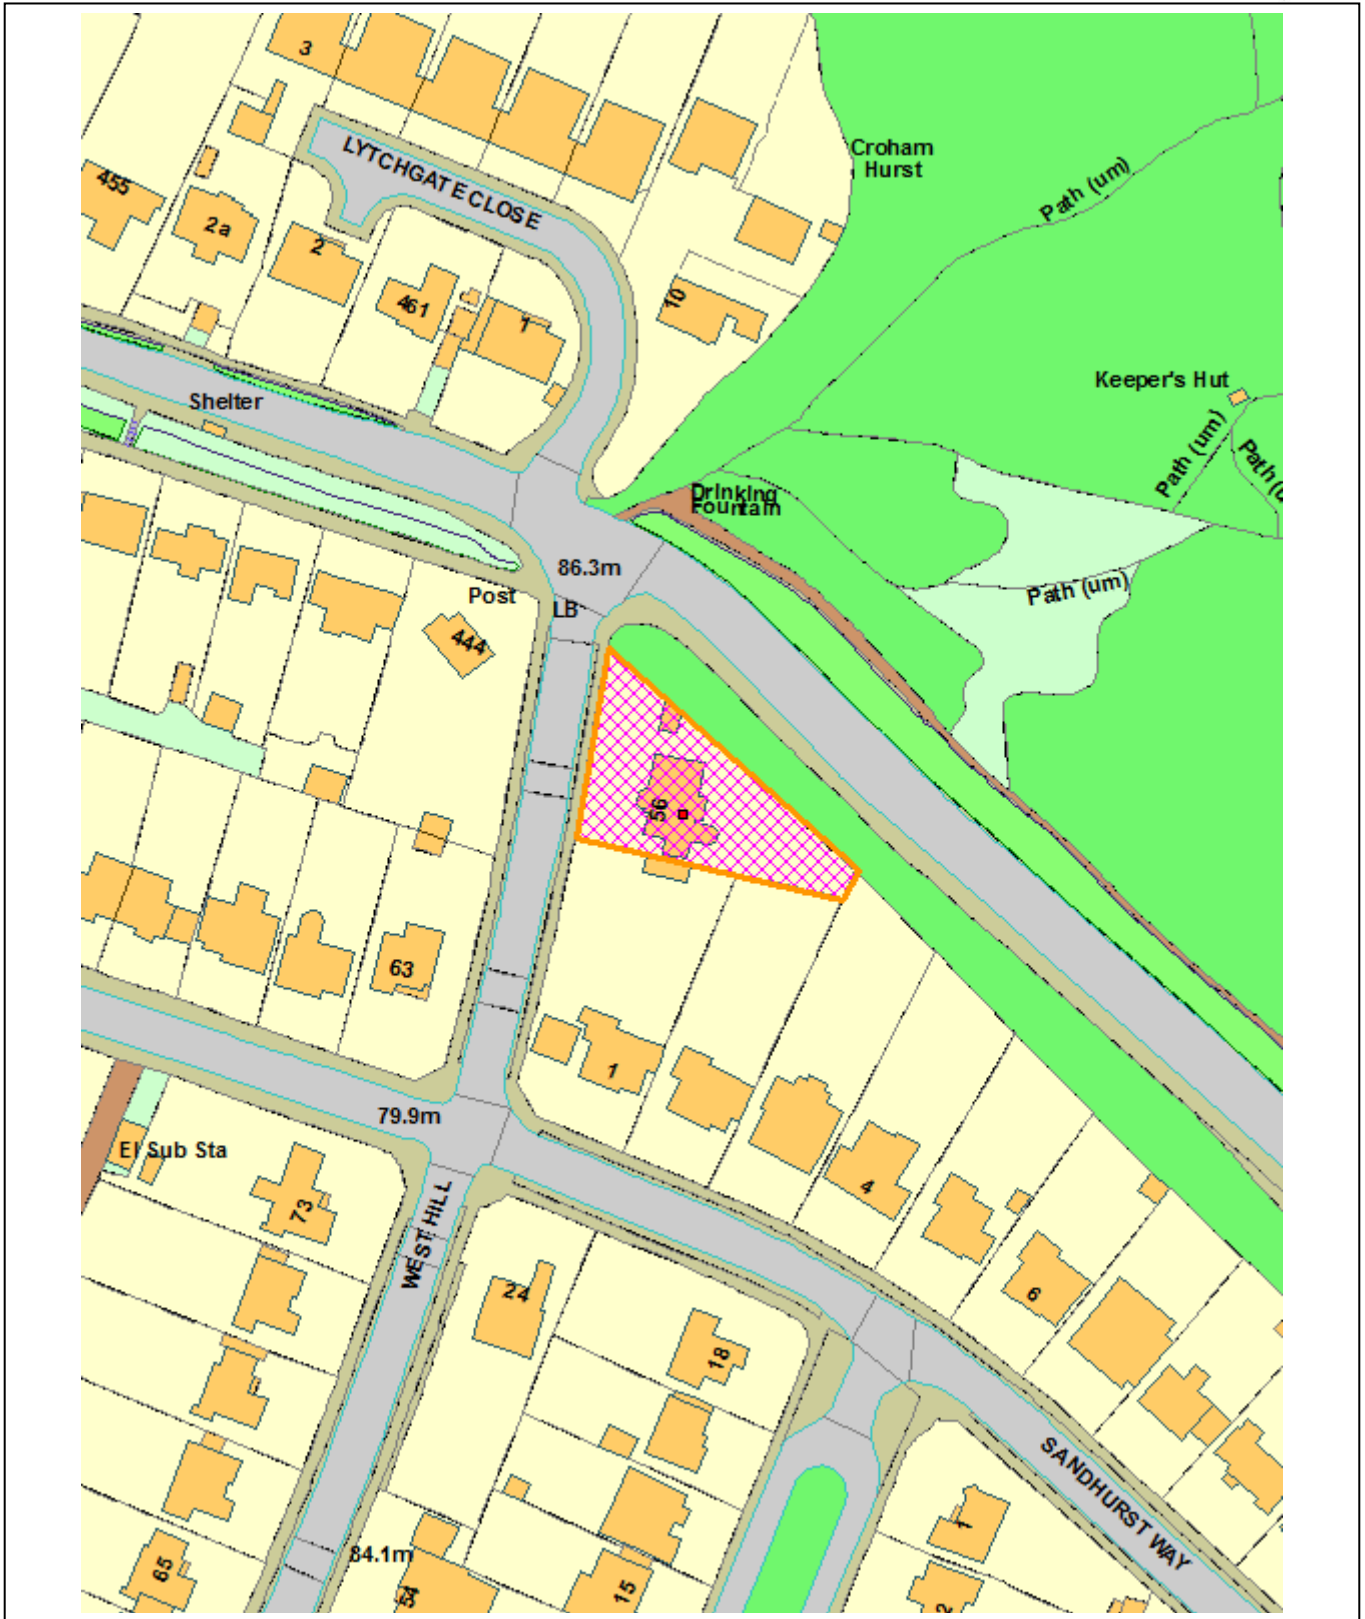 3
Croham
Hurst
LYTCHGATE CLOSE
Path (um)
455
2a
2
461
1
10
Keeper's Hut
Shelter
Path (um)
Drinking
Fountain
86.3m
Post
LB
Path (um)
444
56
63
1
79.9m
El Sub Sta
4
73
WEST HILL
24
6
18
SANDHURST WAY
1
84.1m
65
54
15
2